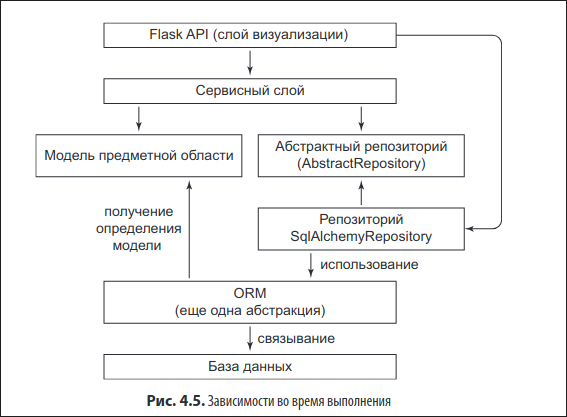 Flask API (слой визуализации)
Сервисный слой
Модель предметной области
Абстрактный репозиторий
(AbstractRepository)
получение
определения
модели
Репозиторий
SqlAlchemyRepository
использование
ORM
(еще одна абстракция)
связывание
База данных
Рис. 4.5. Зависимости во время выполнения